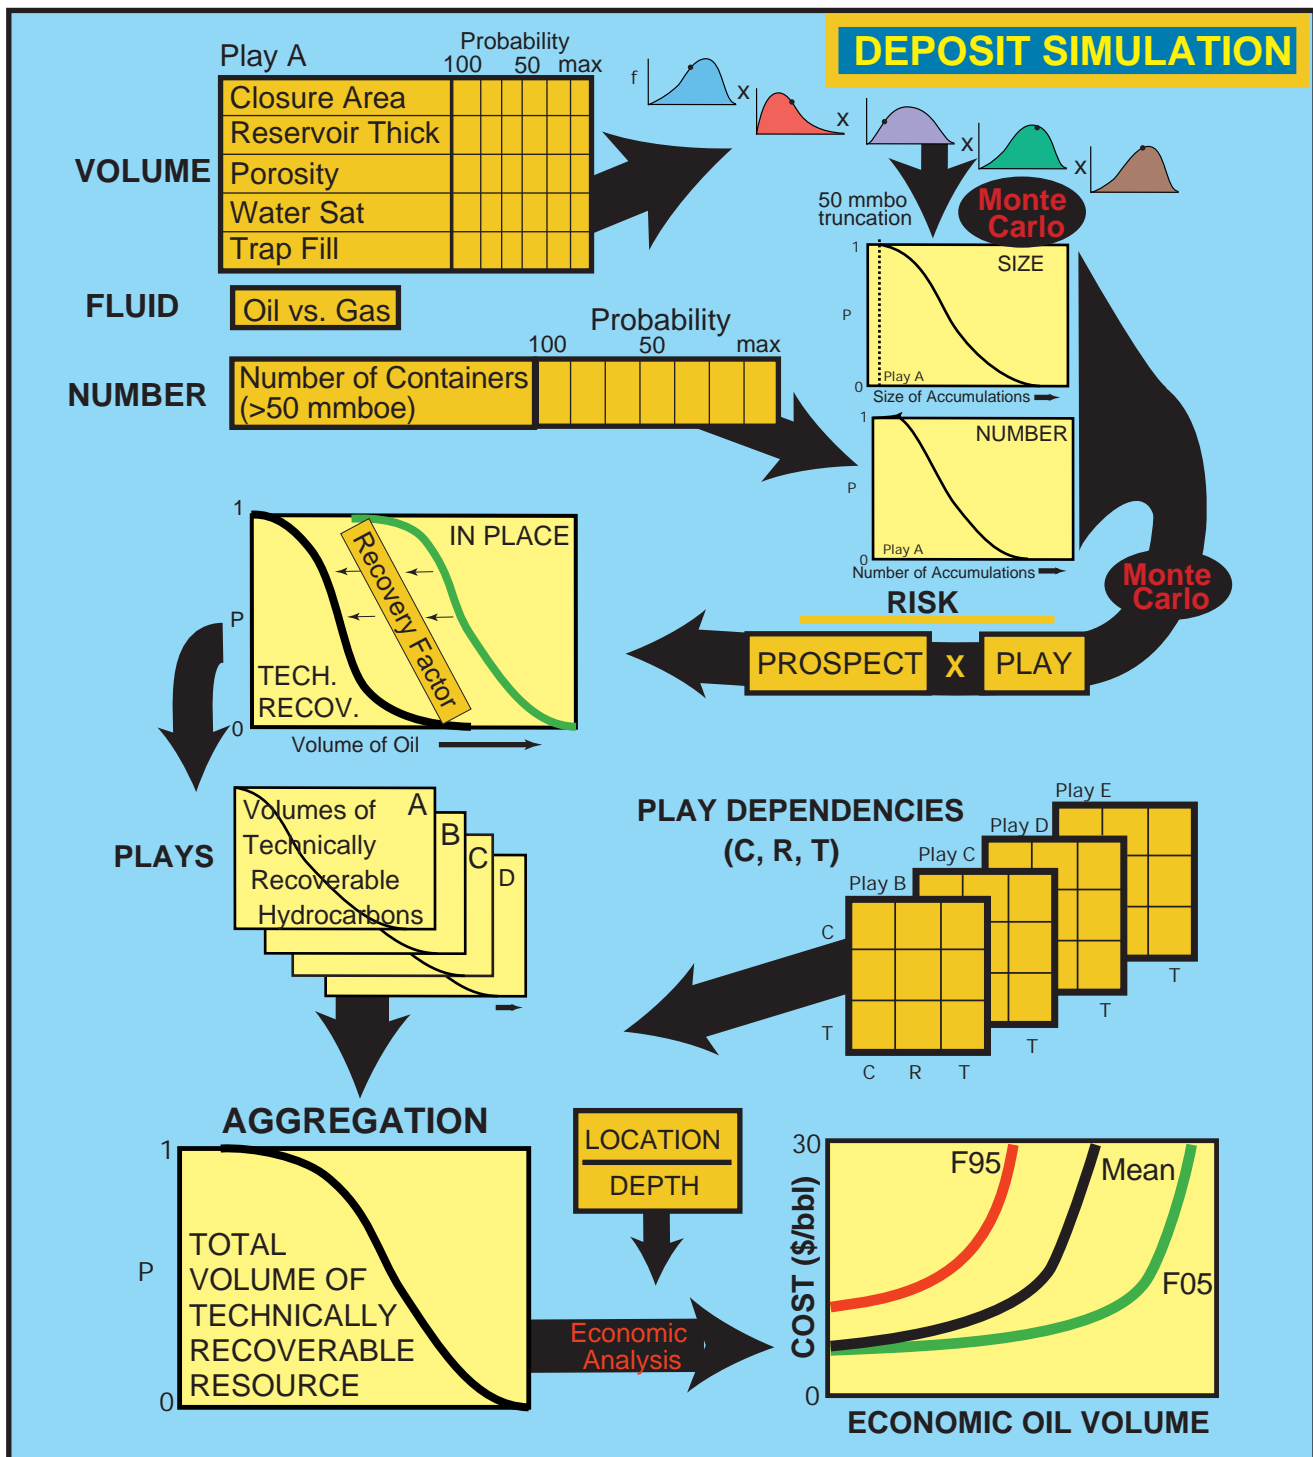 DEPOSIT SIMULATION
Play A
Probability
100 50 max
VOLUME
Closure Area
Reservoir Thick
Porosity
Water Sat
Trap Fill
f
X
X
X
X
50 mmbo
truncation
Monte
Carlo
FLUID
Oil vs. Gas
1
SIZE
P
Play A
0
Size of Accumulations
NUMBER
Number of Containers
(>50 mmboe)
Probability
100 50 max
1
NUMBER
P
Play A
0
Number of Accumulations
Monte
Carlo
RISK
PROSPECT X PLAY
1
IN PLACE
Recovery Factor
P
TECH.
RECOV.
0
Volume of Oil
PLAYS
Volumes of
Technically
Recoverable
Hydrocarbons
A
B
C
D
PLAY DEPENDENCIES
(C, R, T)
Play E
Play D
Play C
Play B
C
T
C R T
T
T
T
AGGREGATION
1
P
0
TOTAL
VOLUME OF
TECHNICALLY
RECOVERABLE
RESOURCE
LOCATION
DEPTH
Economic
Analysis
30
COST ($/bbl)
0
F95
Mean
F05
ECONOMIC OIL VOLUME